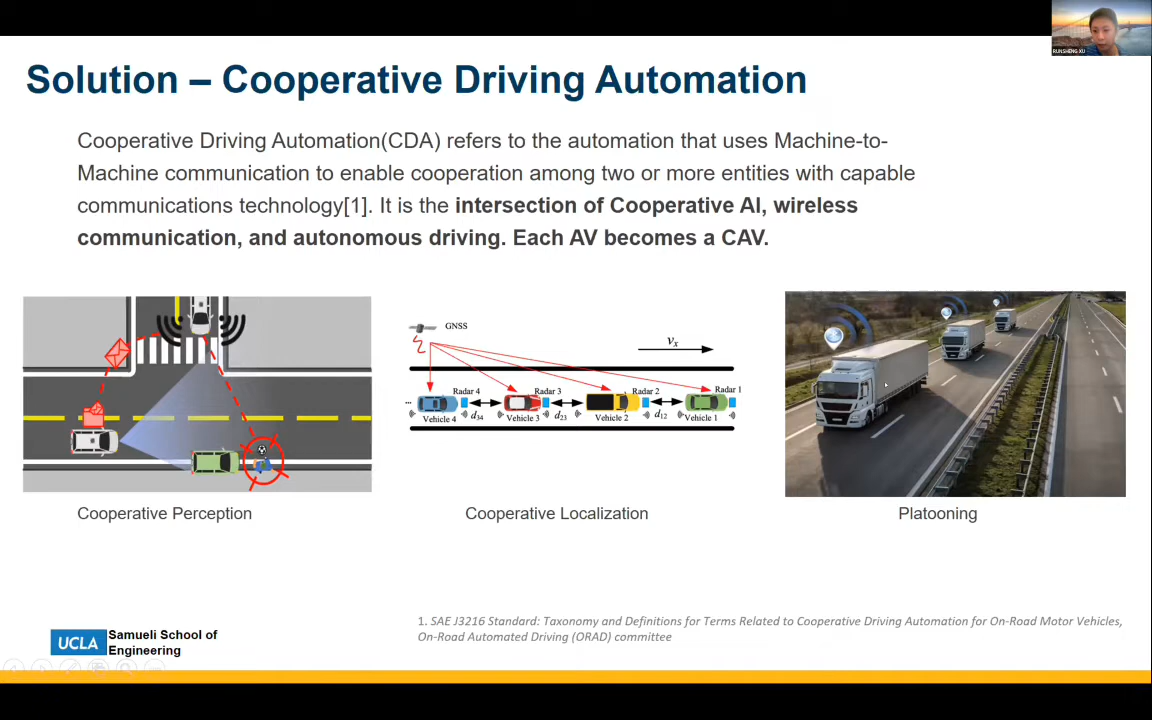 RUNSHENG XU
Solution – Cooperative Driving Automation
Cooperative Driving Automation(CDA) refers to the automation that uses Machine-to-
Machine communication to enable cooperation among two or more entities with capable
communications technology[1]. It is the intersection of Cooperative AI, wireless
communication, and autonomous driving. Each AV becomes a CAV.
GNSS
vₓ
Radar 4
Radar 3
Radar 2
Radar 1
...
Vehicle 4
d34
Vehicle 3
d23
Vehicle 2
d12
Vehicle 1
Cooperative Perception
Cooperative Localization
Platooning
1. SAE J3216 Standard: Taxonomy and Definitions for Terms Related to Cooperative Driving Automation for On-Road Motor Vehicles,
On-Road Automated Driving (ORAD) committee
UCLA
Samueli School of
Engineering